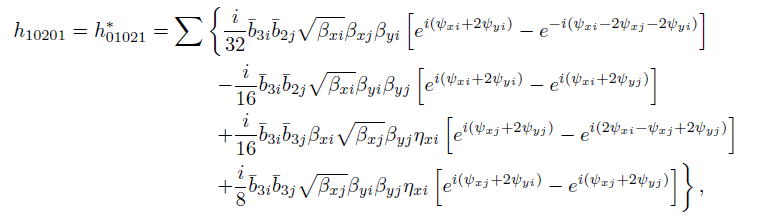 h_{10201} = h^*_{01021} = \sum \left\{ \frac{i}{32} \bar{b}_{3i} \bar{b}_{2j} \sqrt{\beta_{xi}} \beta_{xj} \beta_{yi} \left[ e^{i(\psi_{xi}+2\psi_{yi})} - e^{-i(\psi_{xi}-2\psi_{xj}-2\psi_{yi})} \right] \right.
- \frac{i}{16} \bar{b}_{3i} \bar{b}_{2j} \sqrt{\beta_{xi}} \beta_{yi} \beta_{yj} \left[ e^{i(\psi_{xi}+2\psi_{yi})} - e^{i(\psi_{xi}+2\psi_{yj})} \right]
+ \frac{i}{16} \bar{b}_{3i} \bar{b}_{3j} \beta_{xi} \sqrt{\beta_{xj}} \beta_{yj} \eta_{xi} \left[ e^{i(\psi_{xj}+2\psi_{yj})} - e^{i(2\psi_{xi}-\psi_{xj}+2\psi_{yj})} \right]
\left. + \frac{i}{8} \bar{b}_{3i} \bar{b}_{3j} \sqrt{\beta_{xj}} \beta_{yi} \beta_{yj} \eta_{xi} \left[ e^{i(\psi_{xj}+2\psi_{yi})} - e^{i(\psi_{xj}+2\psi_{yj})} \right] \right\},